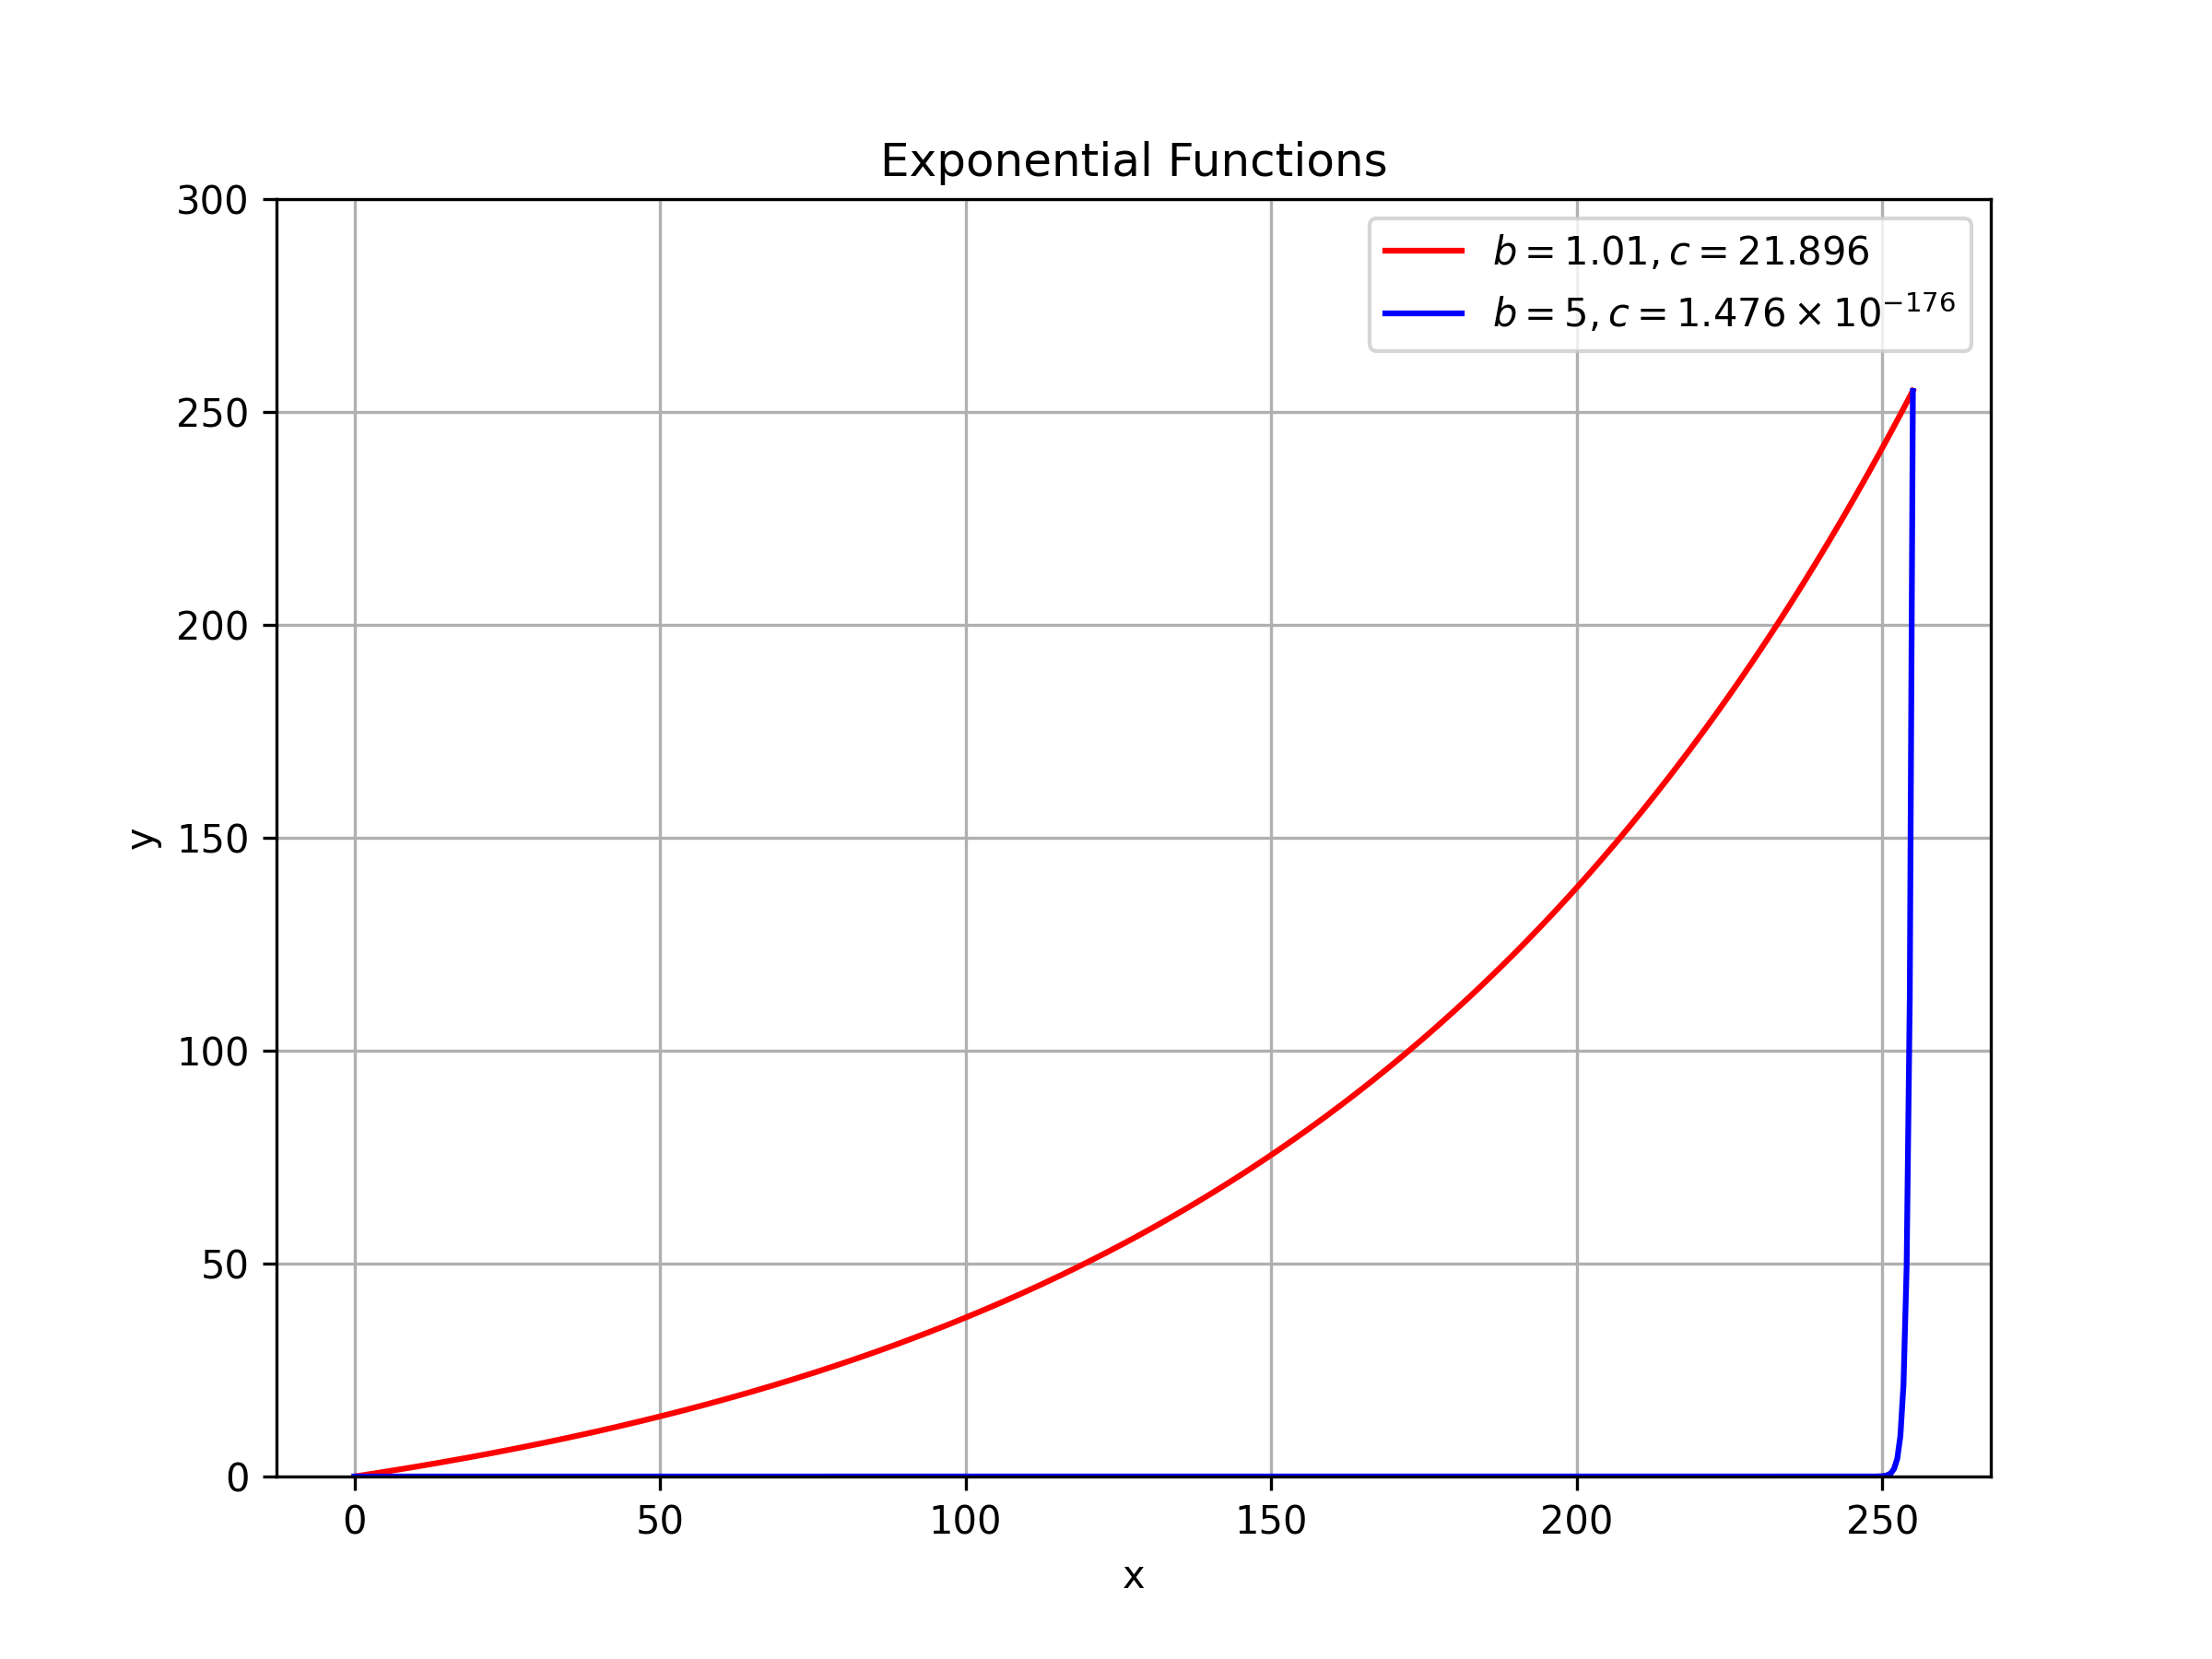 Exponential Functions
300
250
200
150
100
50
0
y
b = 1.01, c = 21.896
b = 5, c = 1.476 × 10⁻¹⁷⁶
0 50 100 150 200 250
x